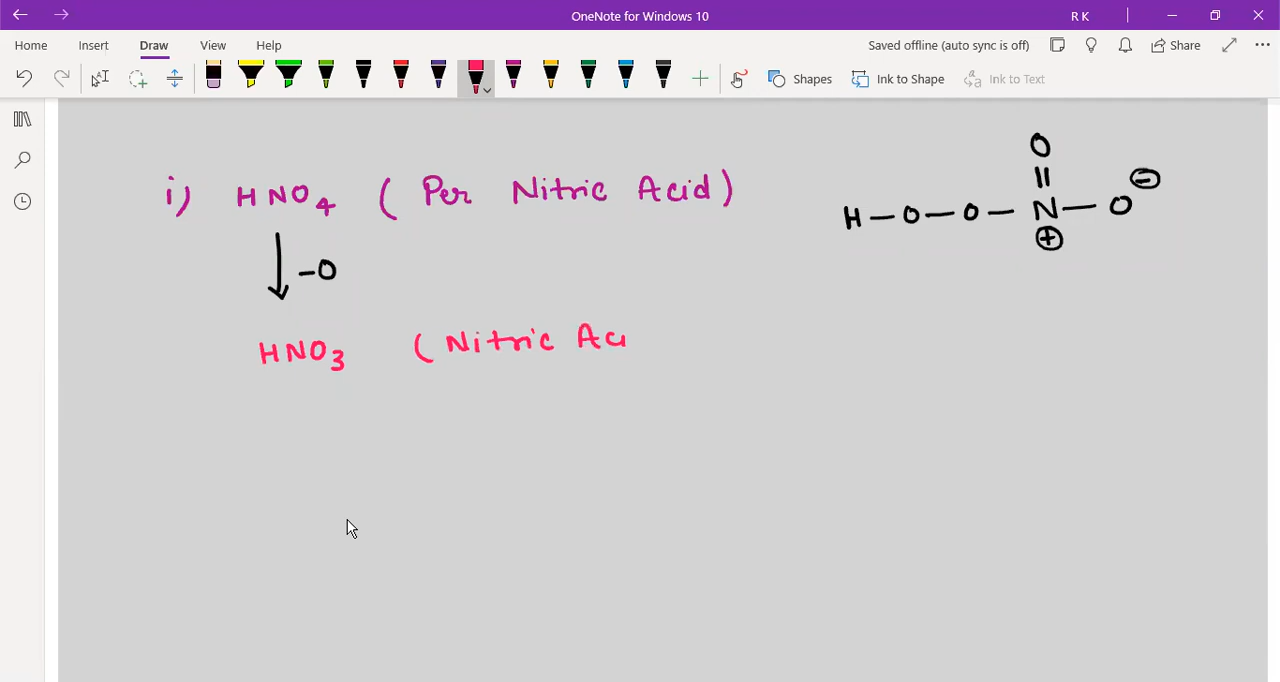 OneNote for Windows 10
R K
Home Insert Draw View Help
Saved offline (auto sync is off)
Share
Shapes
Ink to Shape
Ink to Text
i) HNO4 ( Per Nitric Acid )
-O
HNO3 ( Nitric Aci
O
H - O - O - N - O ⊖
⊕